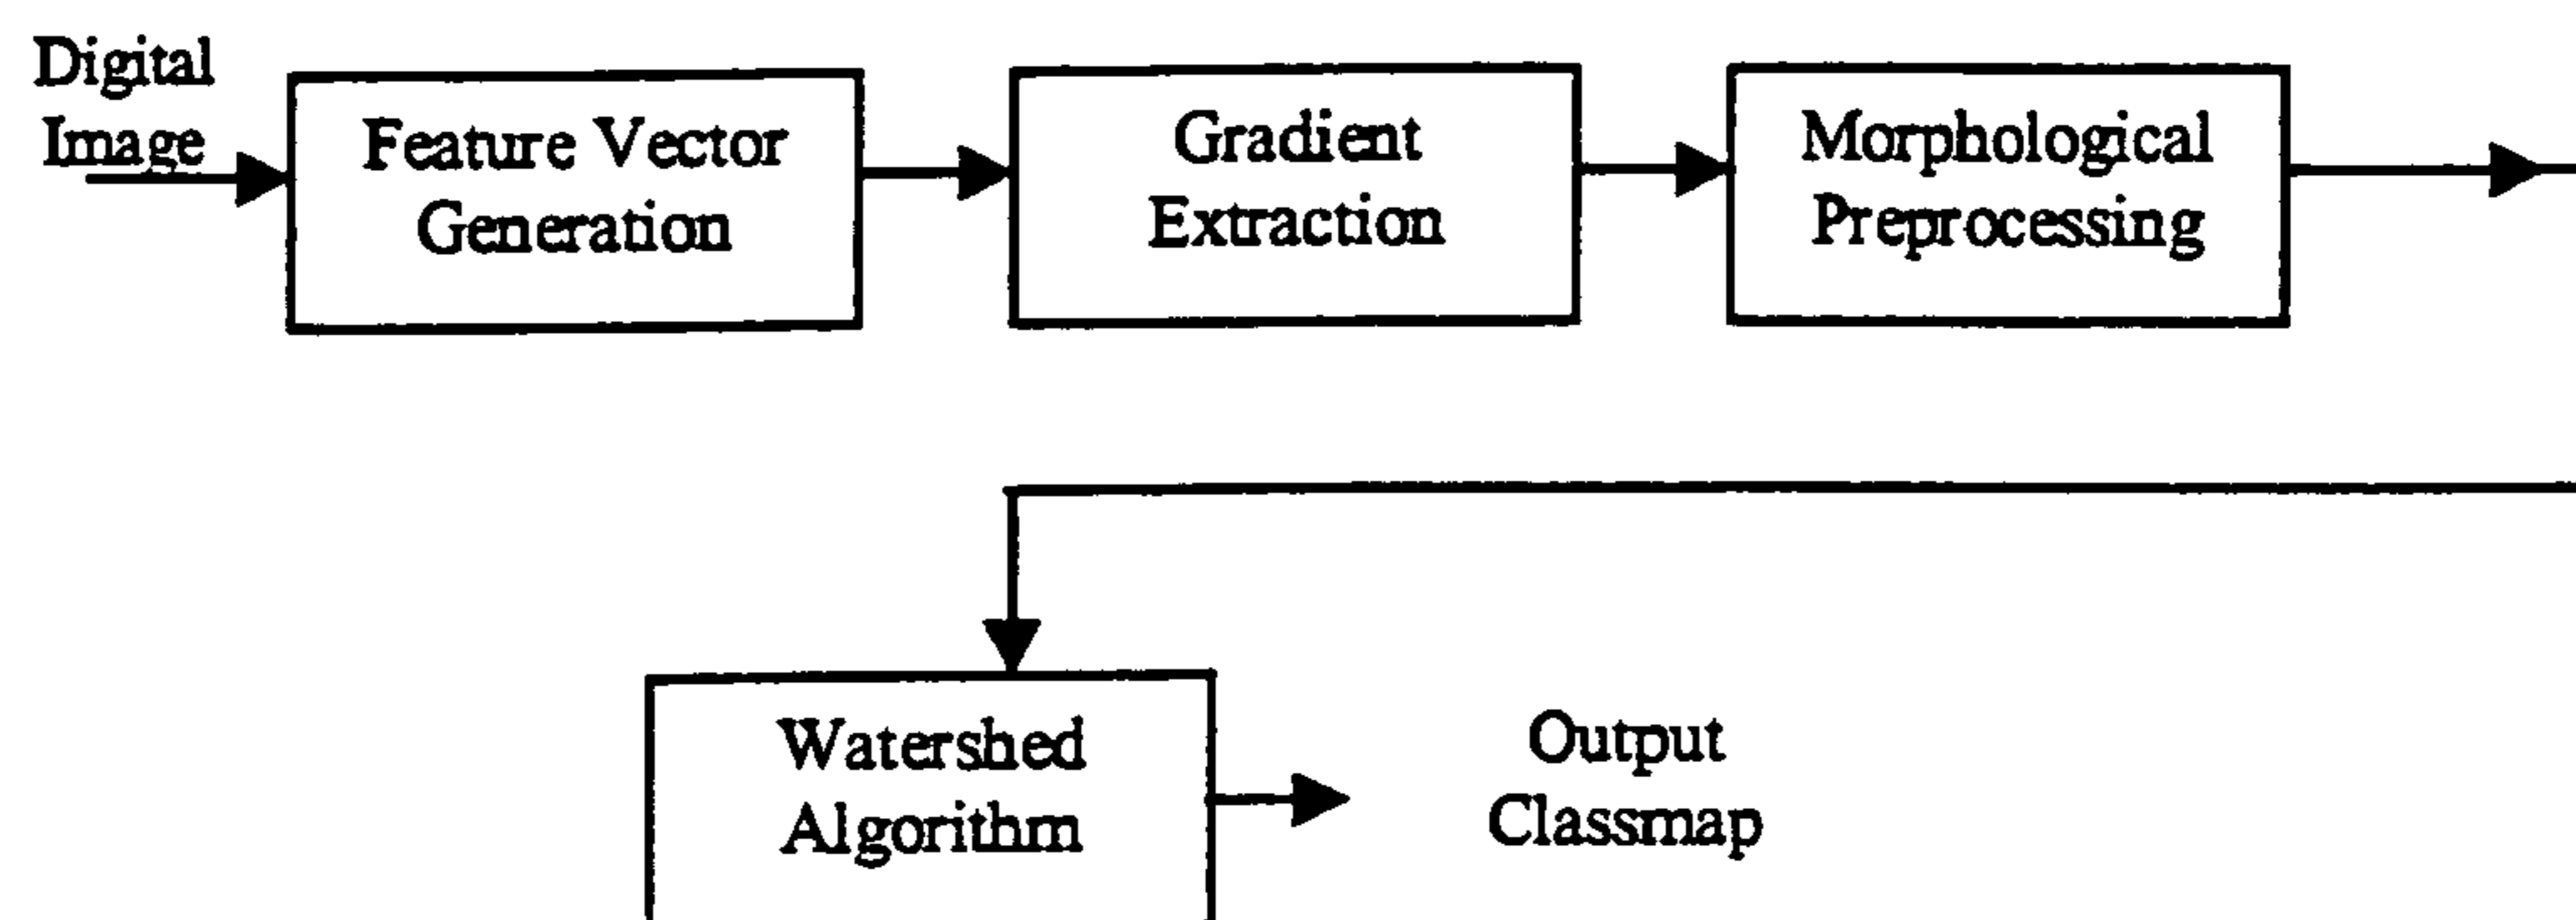 Digital
Image
Feature Vector
Generation
Gradient
Extraction
Morphological
Preprocessing
Watershed
Algorithm
Output
Classmap